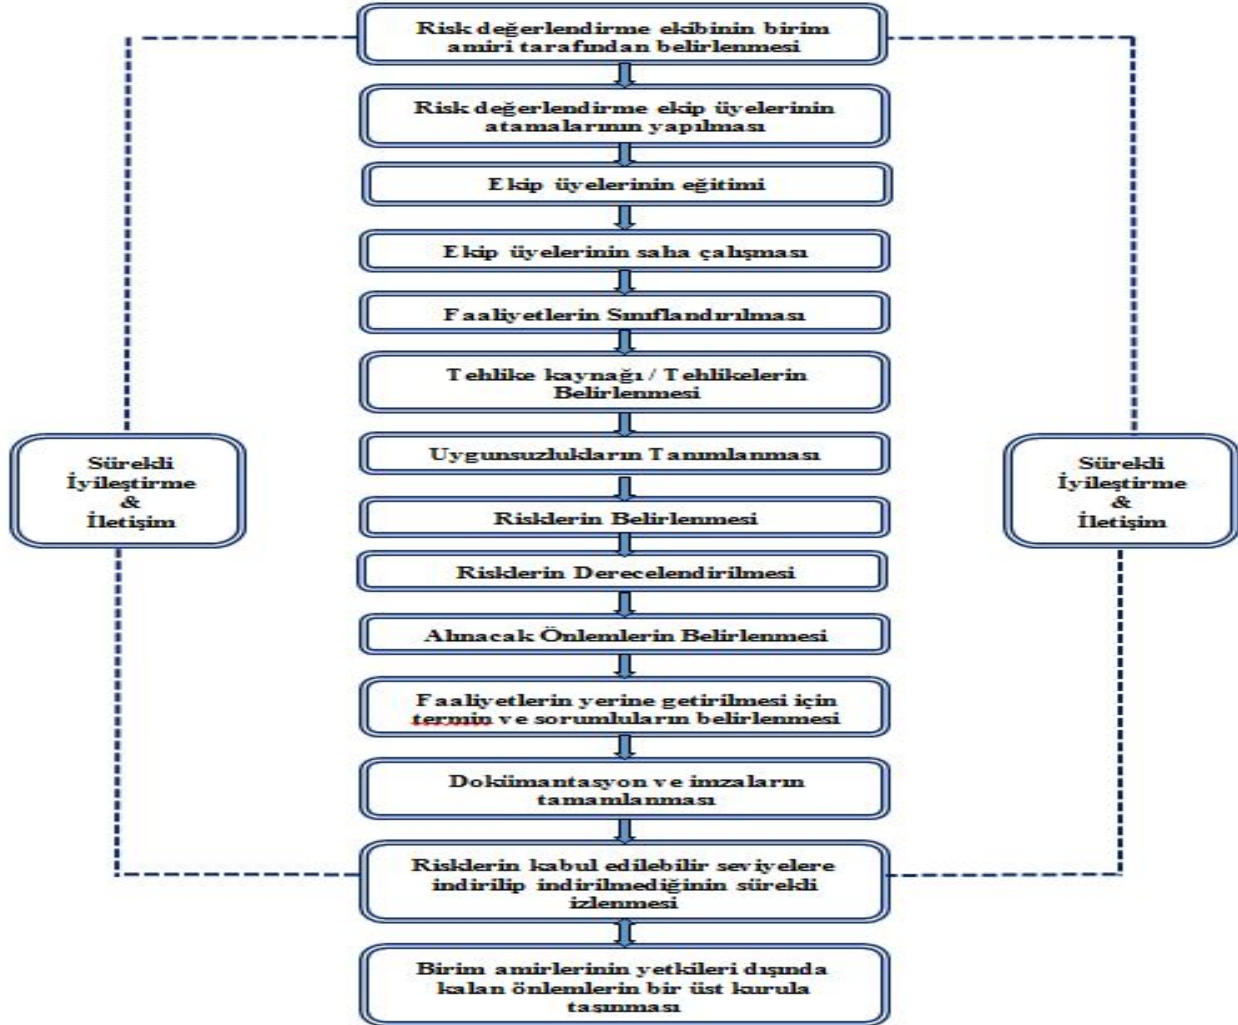 Risk değerlendirme ekibinin birim
amiri tarafından belirlenmesi
Risk değerlendirme ekip üyelerinin
atamalarının yapılması
Ekip üyelerinin eğitimi
Ekip üyelerinin saha çalışması
Faaliyetlerin Sınıflandırılması
Tehlike kaynağı / Tehlikelerin
Belirlenmesi
Uygunsuzlukların Tanımlanması
Risklerin Belirlenmesi
Risklerin Derecelendirilmesi
Alınacak Önlemlerin Belirlenmesi
Faaliyetlerin yerine getirilmesi için
termin ve sorumluların belirlenmesi
Dokümantasyon ve imzaların
tamamlanması
Risklerin kabul edilebilir seviyelere
indirilip indirilmediğinin sürekli
izlenmesi
Birim amirlerinin yetkileri dışında
kalan önlemlerin bir üst kurula
taşınması
Sürekli
İyileştirme
&
İletişim
Sürekli
İyileştirme
&
İletişim